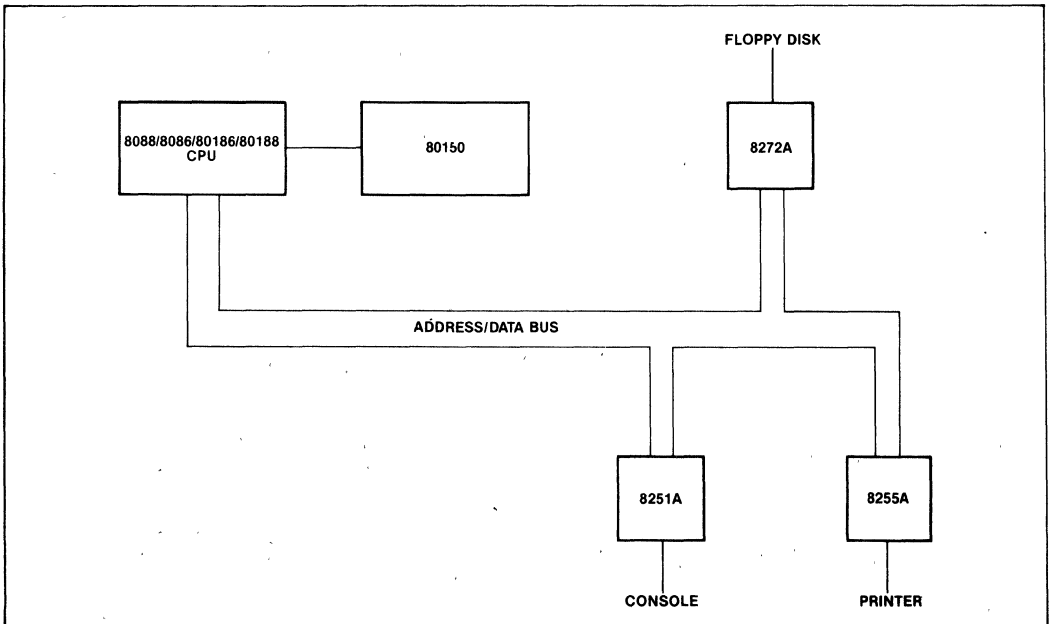 FLOPPY DISK
8088/8086/80186/80188
CPU
80150
8272A
ADDRESS/DATA BUS
8251A
8255A
CONSOLE
PRINTER